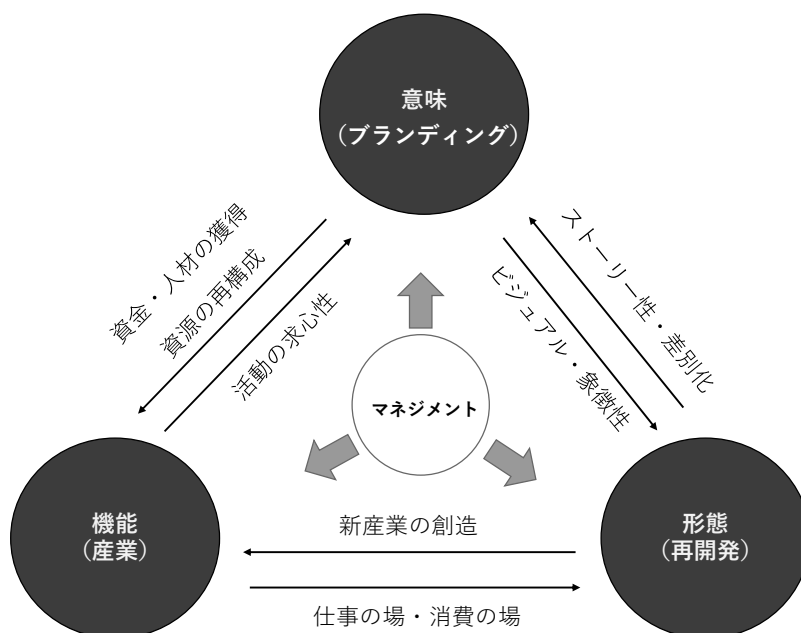 意味
（ブランディング）
資金・人材の獲得
資源の再構成
活動の求心性
ストーリー性・差別化
ビジュアル・象徴性
マネジメント
機能
（産業）
新産業の創造
仕事の場・消費の場
形態
（再開発）